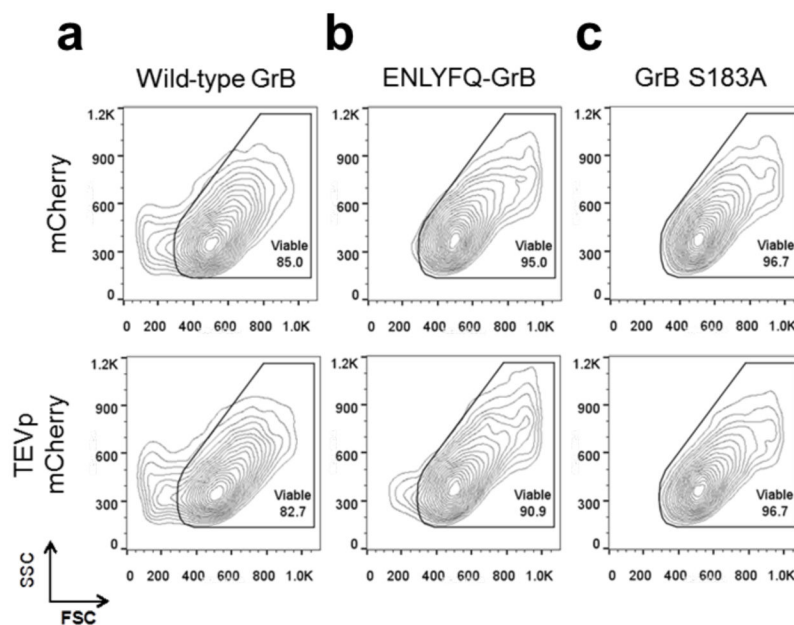 a b c
Wild-type GrB ENLYFQ-GrB GrB S183A
mCherry
1.2K 1.2K 1.2K
900 900 900
600 600 600
300 300 300
0 0 0
Viable Viable Viable
85.0 95.0 96.7
0 200 400 600 800 1.0K 0 200 400 600 800 1.0K 0 200 400 600 800 1.0K
TEVp
mCherry
1.2K 1.2K 1.2K
900 900 900
600 600 600
300 300 300
0 0 0
Viable Viable Viable
82.7 90.9 96.7
0 200 400 600 800 1.0K 0 200 400 600 800 1.0K 0 200 400 600 800 1.0K
SSC
FSC